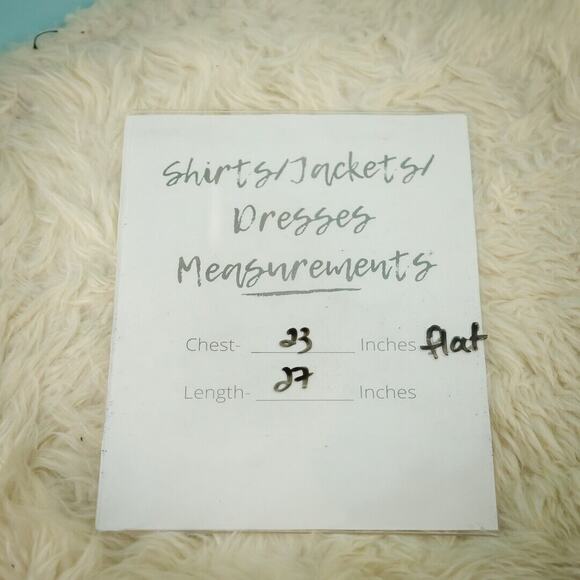 Shirts/Jackets/
Dresses
Measurements
Chest- 23 Inches flat
Length- 27 Inches